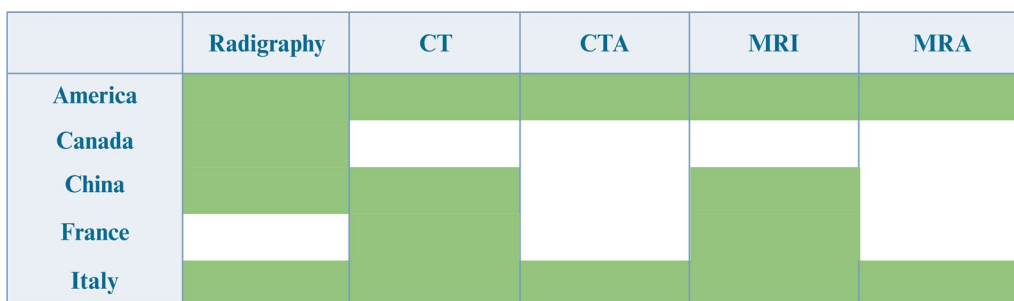 Radigraphy CT CTA MRI MRA
America
Canada
China
France
Italy